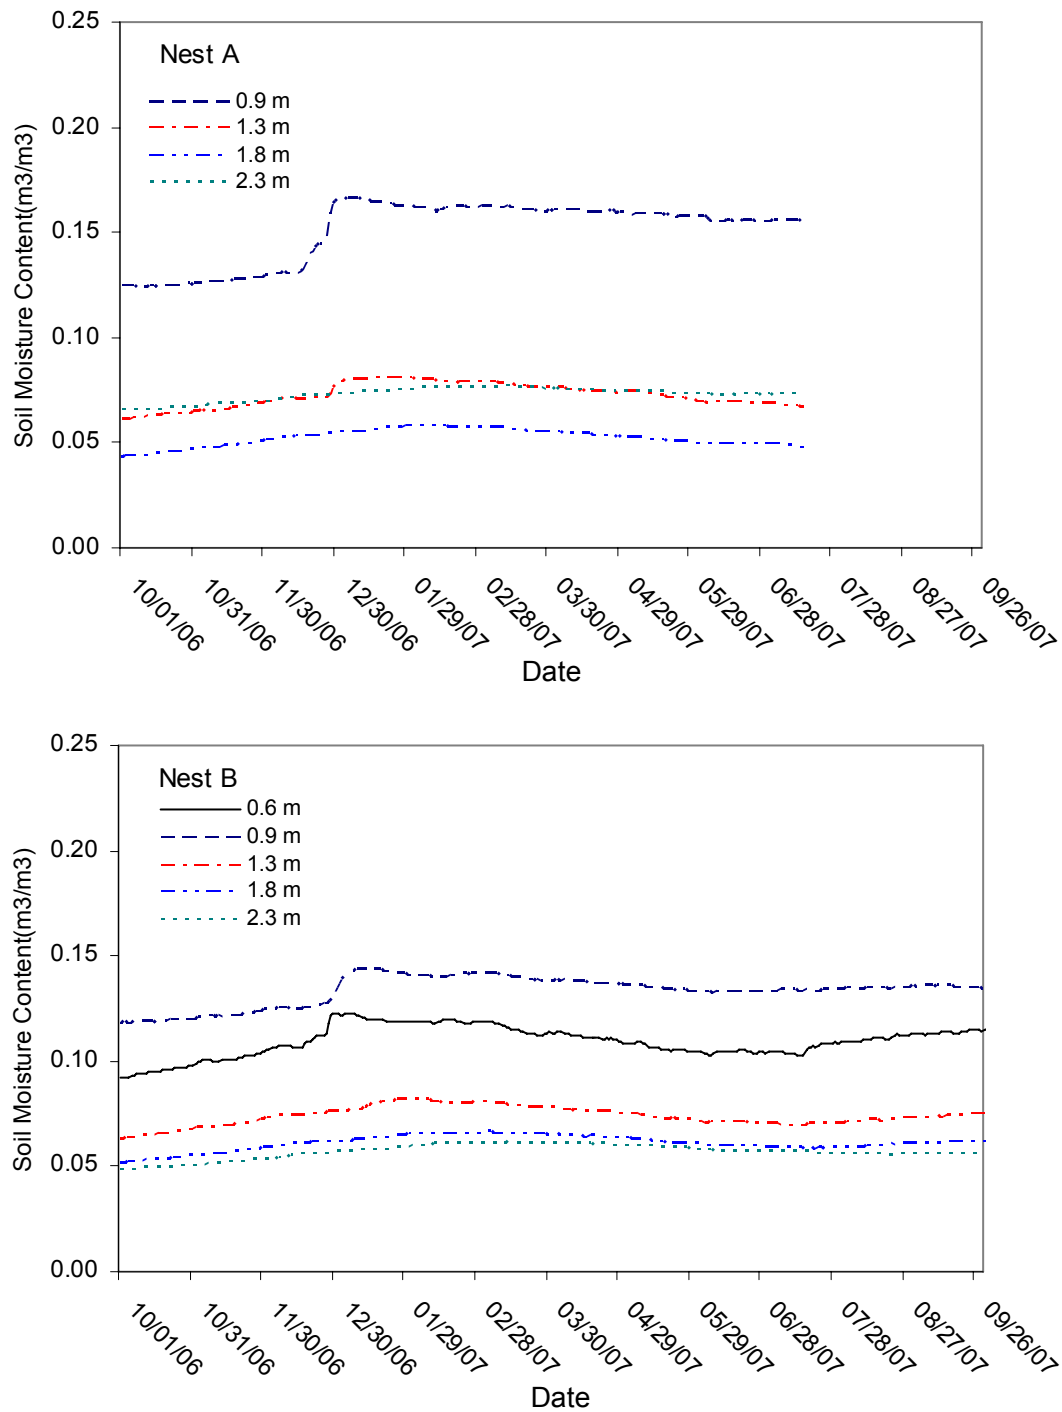 0.25
Nest A
0.9 m
1.3 m
1.8 m
2.3 m
0.20
0.15
0.10
0.05
0.00
Soil Moisture Content(m3/m3)
10/01/06
10/31/06
11/30/06
12/30/06
01/29/07
02/28/07
03/30/07
04/29/07
05/29/07
06/28/07
07/28/07
08/27/07
09/26/07
Date
0.25
Nest B
0.6 m
0.9 m
1.3 m
1.8 m
2.3 m
0.20
0.15
0.10
0.05
0.00
Soil Moisture Content(m3/m3)
10/01/06
10/31/06
11/30/06
12/30/06
01/29/07
02/28/07
03/30/07
04/29/07
05/29/07
06/28/07
07/28/07
08/27/07
09/26/07
Date